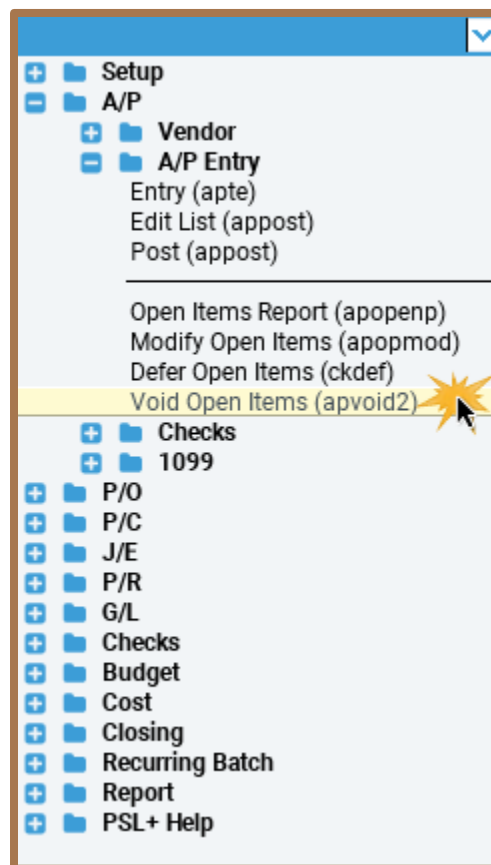 Setup
A/P
Vendor
A/P Entry
Entry (apte)
Edit List (appost)
Post (appost)
Open Items Report (apopenp)
Modify Open Items (apopmod)
Defer Open Items (ckdef)
Void Open Items (apvoid2)
Checks
1099
P/O
P/C
J/E
P/R
G/L
Checks
Budget
Cost
Closing
Recurring Batch
Report
PSL+ Help